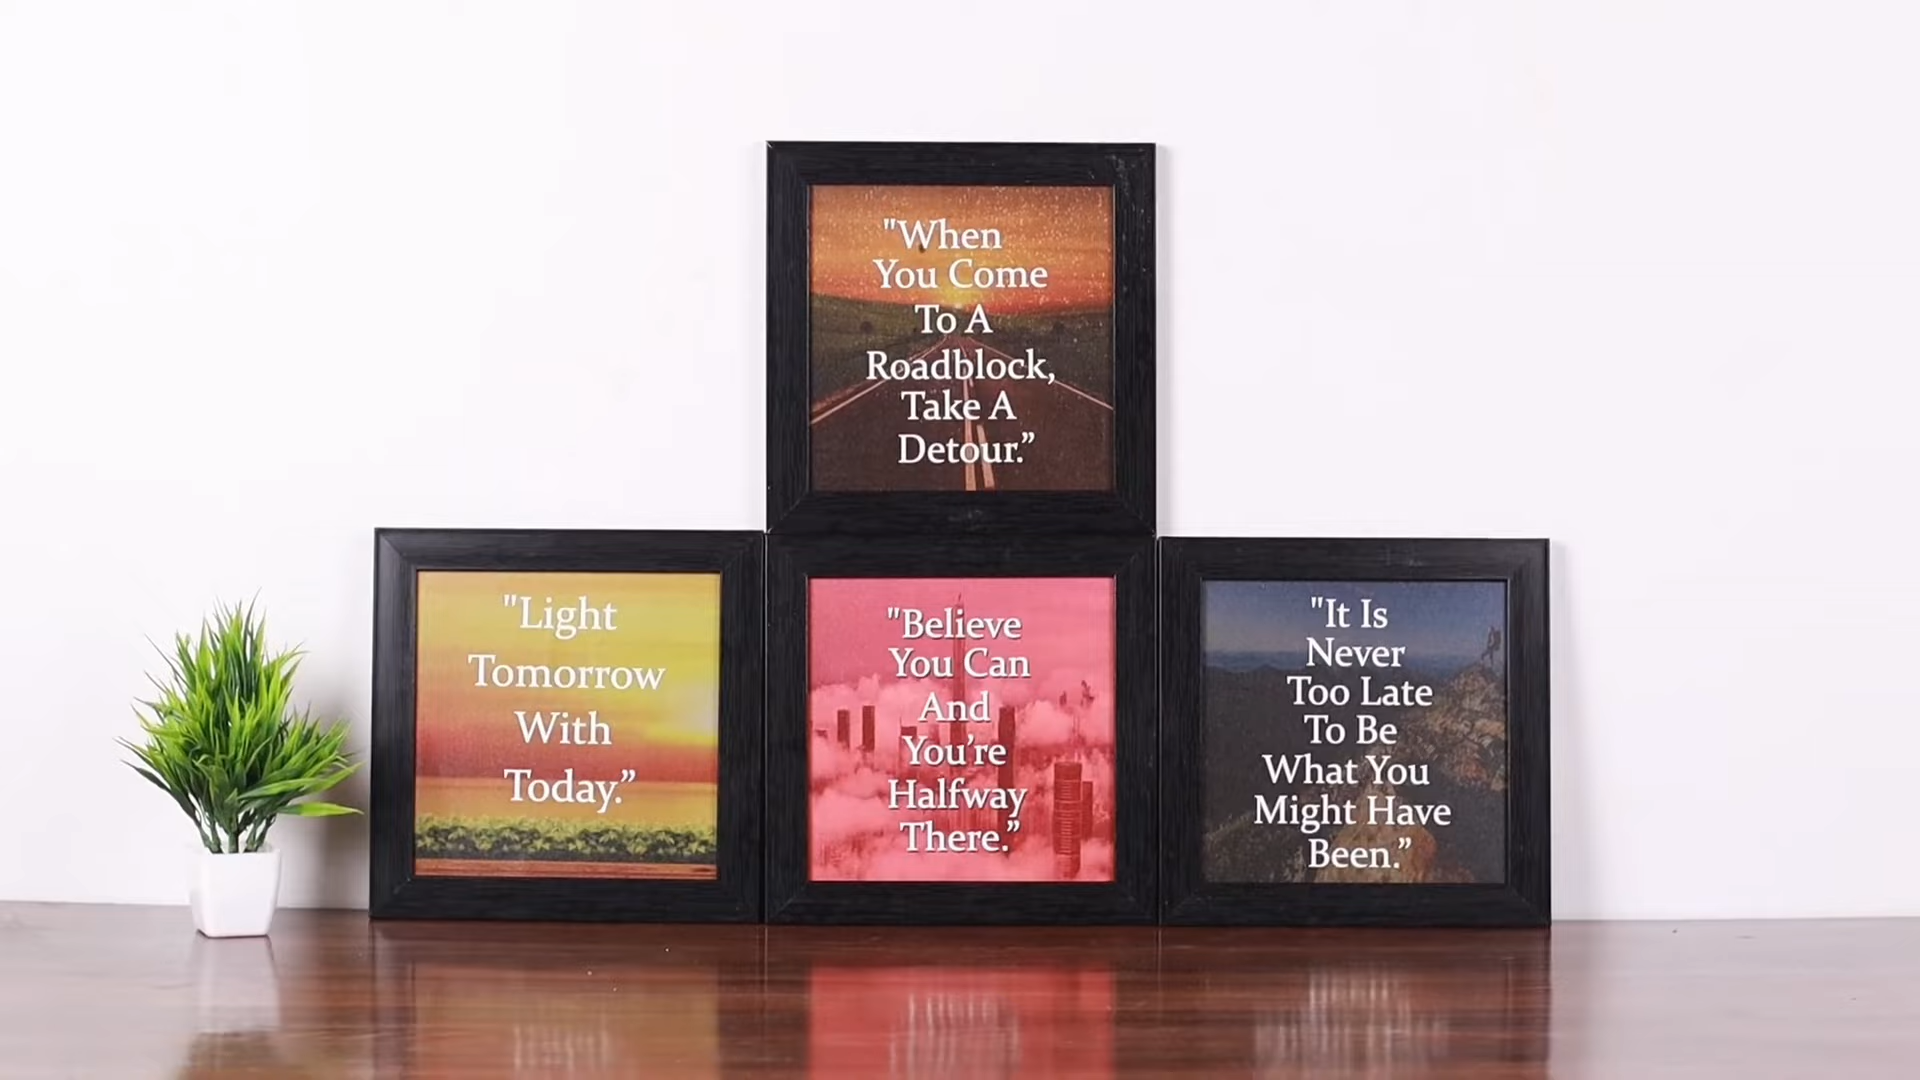 "When
You Come
To A
Roadblock,
Take A
Detour.”
"Light
Tomorrow
With
Today.”
"Believe
You Can
And
You’re
Halfway
There.”
"It Is
Never
Too Late
To Be
What You
Might Have
Been.”